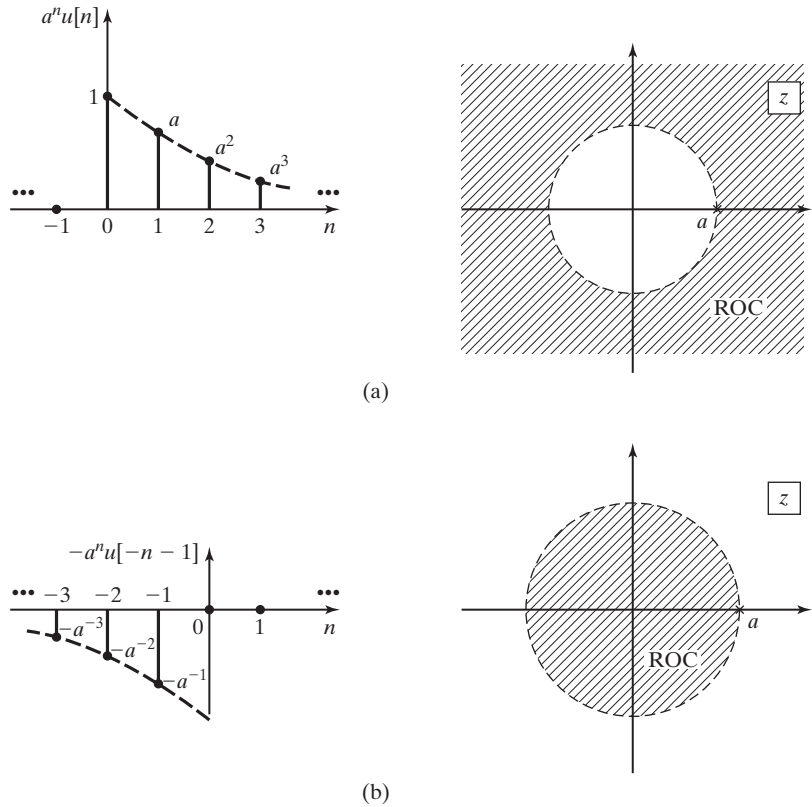 aⁿu[n]
1
a
a²
a³
•••
•••
−1
0
1
2
3
n
z
a
ROC
(a)
−aⁿu[−n − 1]
•••
•••
−3
−2
−1
0
1
n
−a⁻³
−a⁻²
−a⁻¹
z
a
ROC
(b)